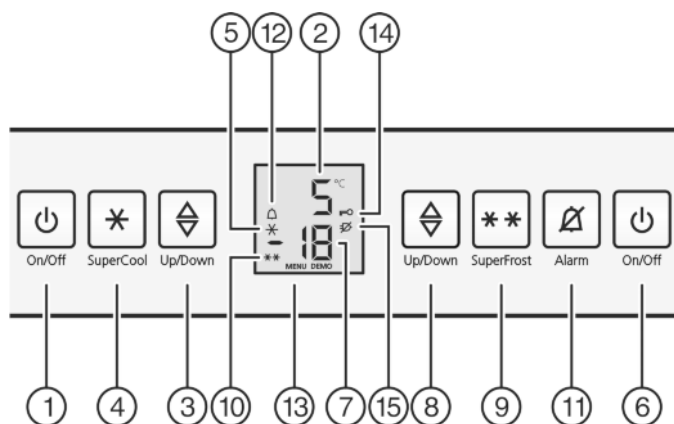 5 12 2 14
5 °C
-18
MENU DEMO
On/Off SuperCool Up/Down Up/Down SuperFrost Alarm On/Off
1 4 3 10 13 7 15 8 9 11 6